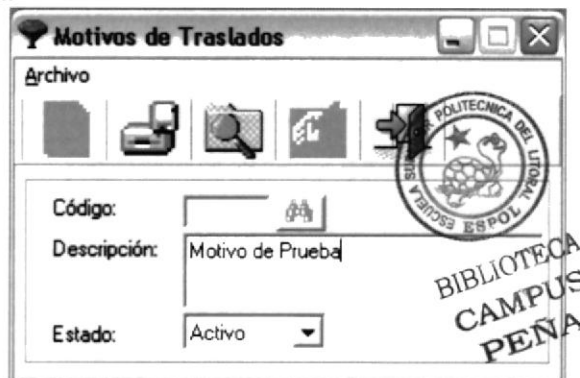 Motivos de Traslados
Archivo
POLITECNICA DEL LITORAL
ESCUELA
ESPOL
Código:
Descripción: Motivo de Prueba
Estado: Activo
BIBLIOTECA
CAMPUS
PEÑA